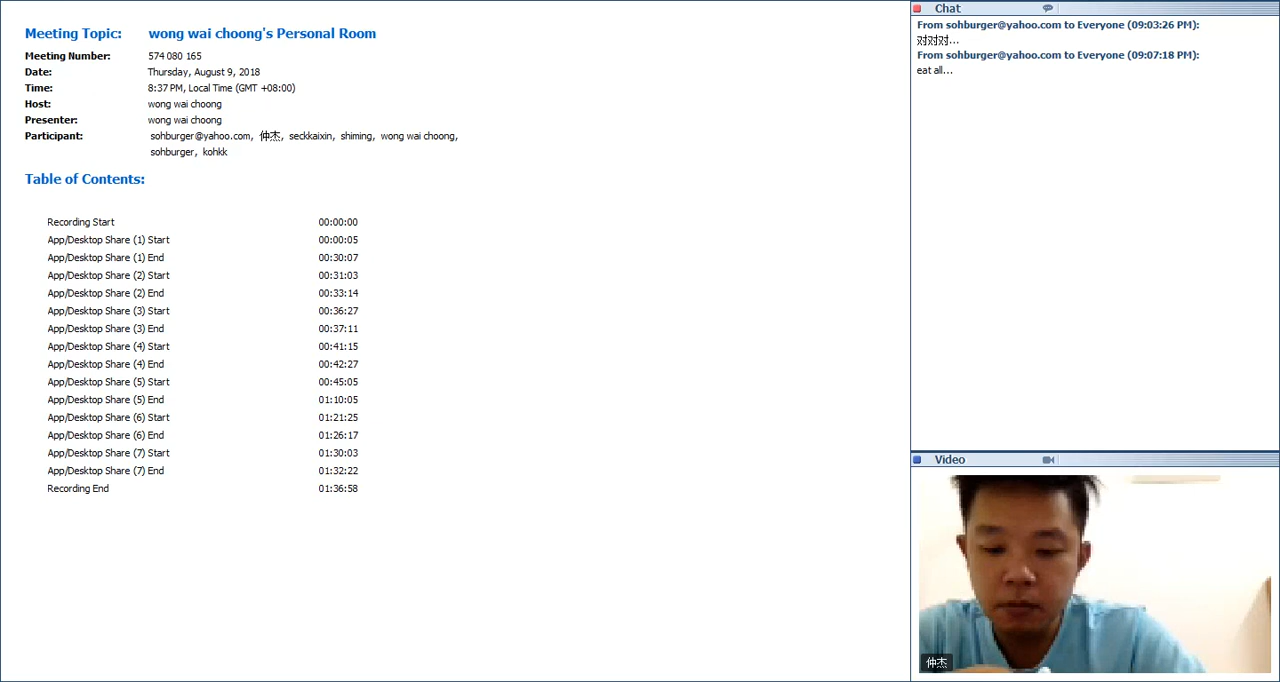 Meeting Topic: wong wai choong's Personal Room
Meeting Number: 574 080 165
Date: Thursday, August 9, 2018
Time: 8:37 PM, Local Time (GMT +08:00)
Host: wong wai choong
Presenter: wong wai choong
Participant: sohburger@yahoo.com, 仲杰, seckkaixin, shiming, wong wai choong,
sohburger, kohkk
Table of Contents:
Recording Start 00:00:00
App/Desktop Share (1) Start 00:00:05
App/Desktop Share (1) End 00:30:07
App/Desktop Share (2) Start 00:31:03
App/Desktop Share (2) End 00:33:14
App/Desktop Share (3) Start 00:36:27
App/Desktop Share (3) End 00:37:11
App/Desktop Share (4) Start 00:41:15
App/Desktop Share (4) End 00:42:27
App/Desktop Share (5) Start 00:45:05
App/Desktop Share (5) End 01:10:05
App/Desktop Share (6) Start 01:21:25
App/Desktop Share (6) End 01:26:17
App/Desktop Share (7) Start 01:30:03
App/Desktop Share (7) End 01:32:22
Recording End 01:36:58
Chat
From sohburger@yahoo.com to Everyone (09:03:26 PM):
对对对...
From sohburger@yahoo.com to Everyone (09:07:18 PM):
eat all...
Video
仲杰